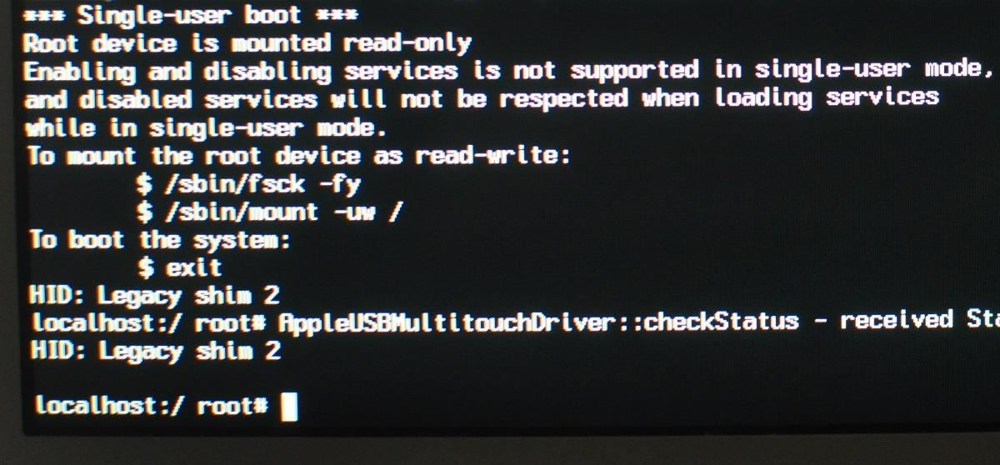 *** Single-user boot ***
Root device is mounted read-only
Enabling and disabling services is not supported in single-user mode,
and disabled services will not be respected when loading services
while in single-user mode.
To mount the root device as read-write:
$ /sbin/fsck -fy
$ /sbin/mount -uw /
To boot the system:
$ exit
HID: Legacy shim 2
localhost:/ root# AppleUSBMultitouchDriver::checkStatus - received Sta
HID: Legacy shim 2
localhost:/ root#